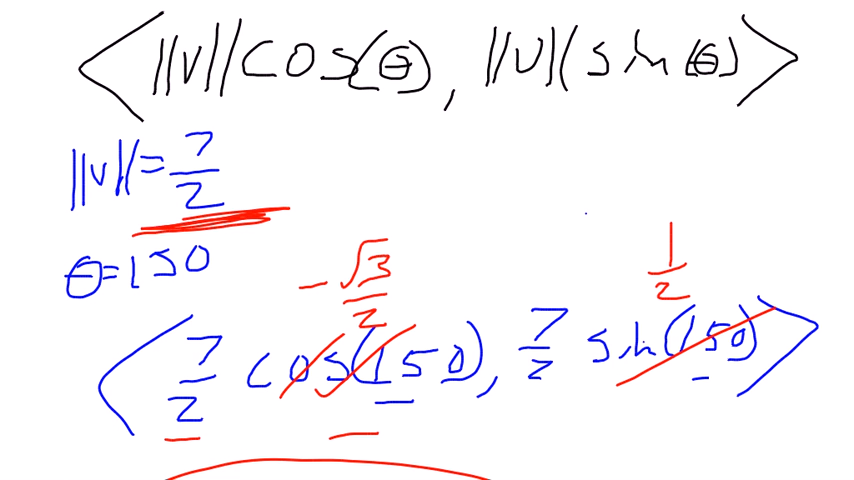 <||v|| cos(θ), ||v|| sin(θ)>
||v|| = 7/2
θ = 150
-√3/2 1/2
<7/2 cos(150), 7/2 sin(150)>